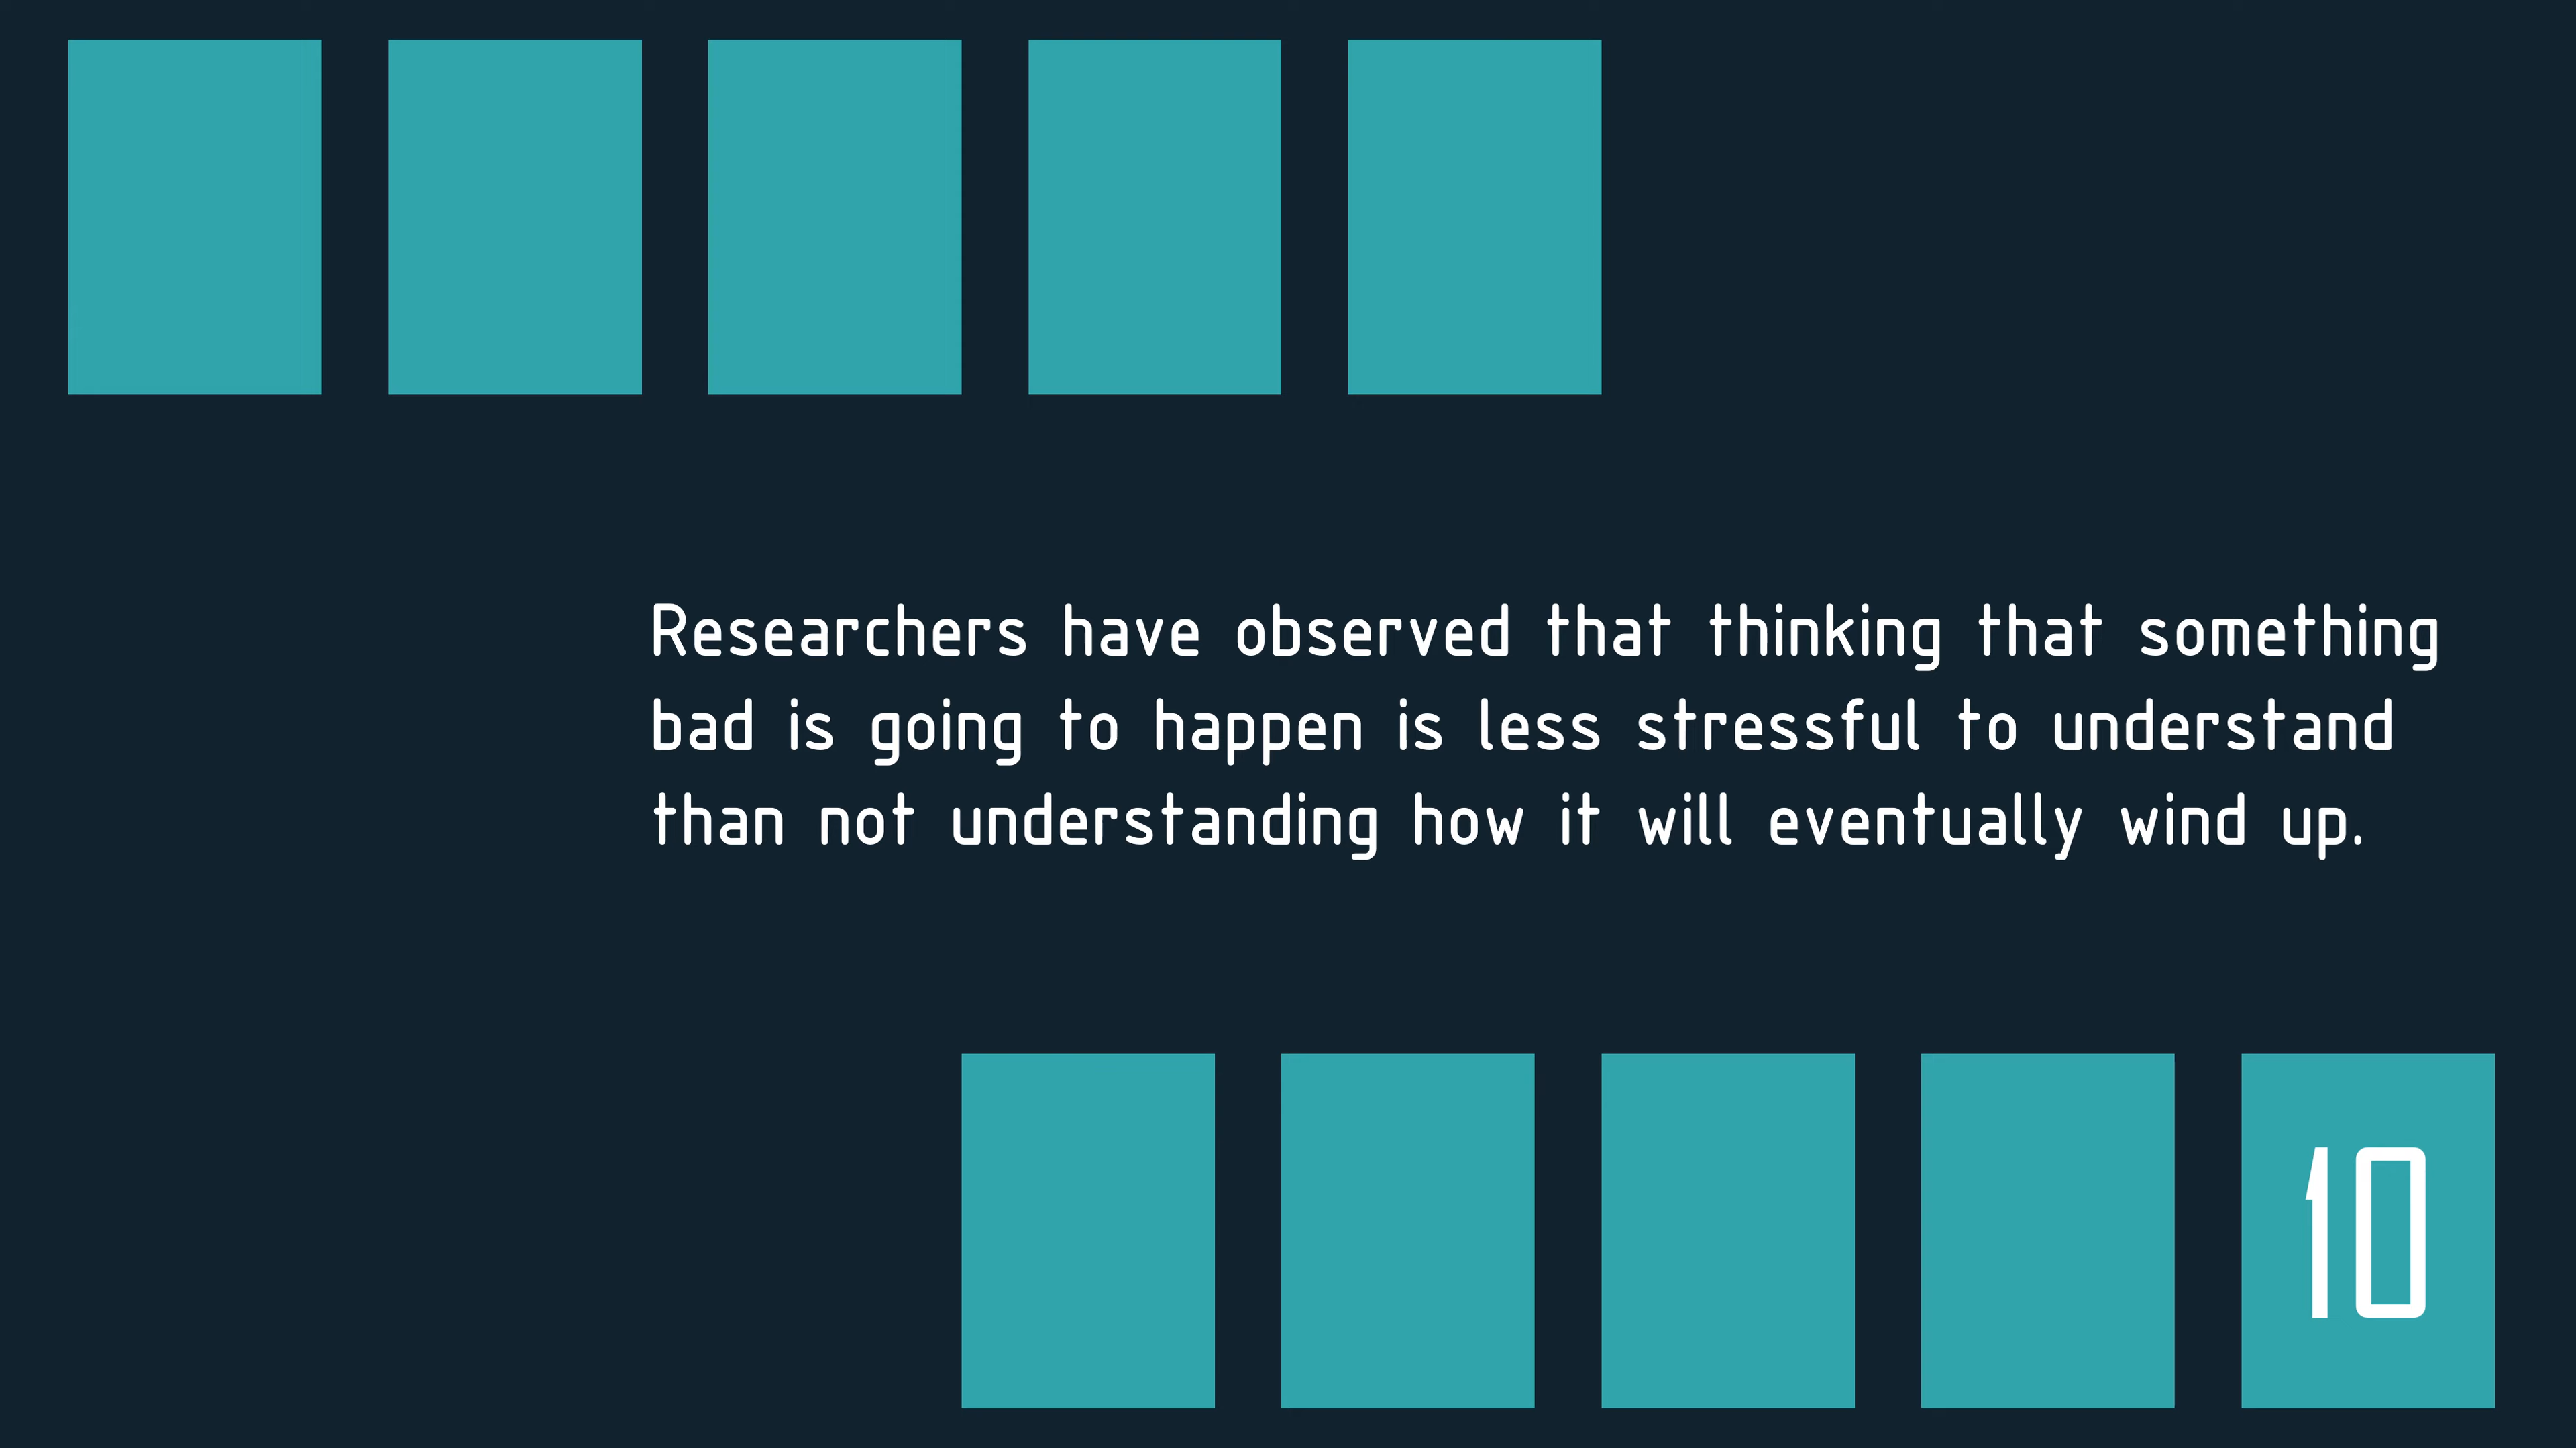 Researchers have observed that thinking that something
bad is going to happen is less stressful to understand
than not understanding how it will eventually wind up.
10